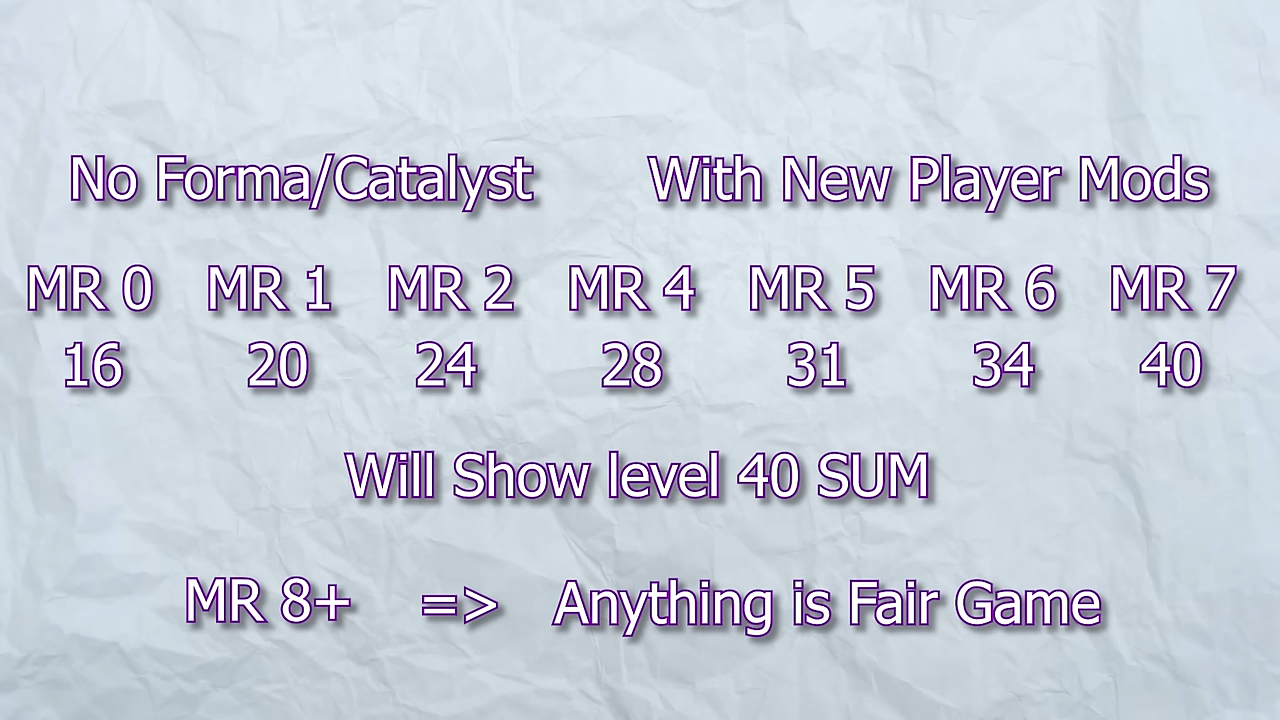 No Forma/Catalyst With New Player Mods
MR 0 MR 1 MR 2 MR 4 MR 5 MR 6 MR 7
16 20 24 28 31 34 40
Will Show level 40 SUM
MR 8+ => Anything is Fair Game